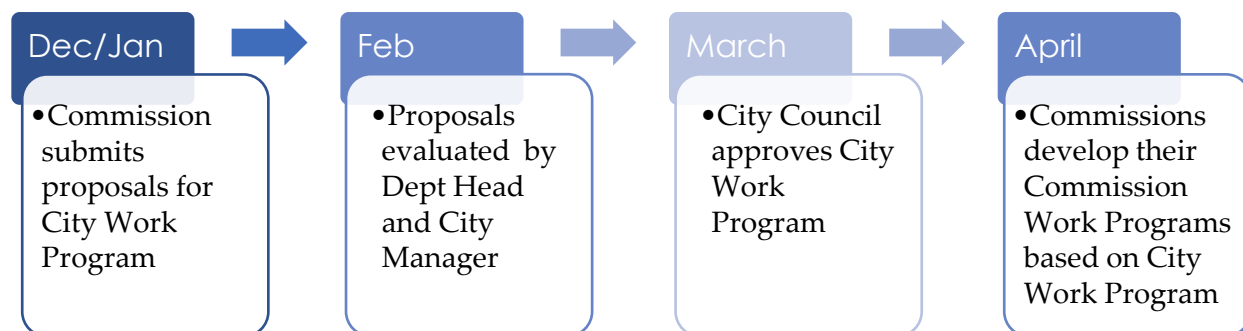 Dec/Jan
•Commission
submits
proposals for
City Work
Program
Feb
•Proposals
evaluated by
Dept Head
and City
Manager
March
•City Council
approves City
Work
Program
April
•Commissions
develop their
Commission
Work Programs
based on City
Work Program